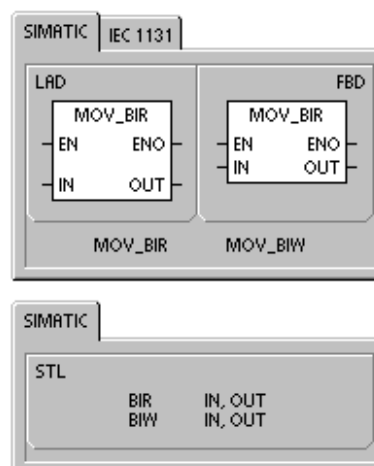 SIMATIC IEC 1131
LAD FBD
MOV_BIR MOV_BIR
EN ENO EN ENO
IN OUT IN OUT
MOV_BIR MOV_BIW
SIMATIC
STL
BIR IN, OUT
BIW IN, OUT